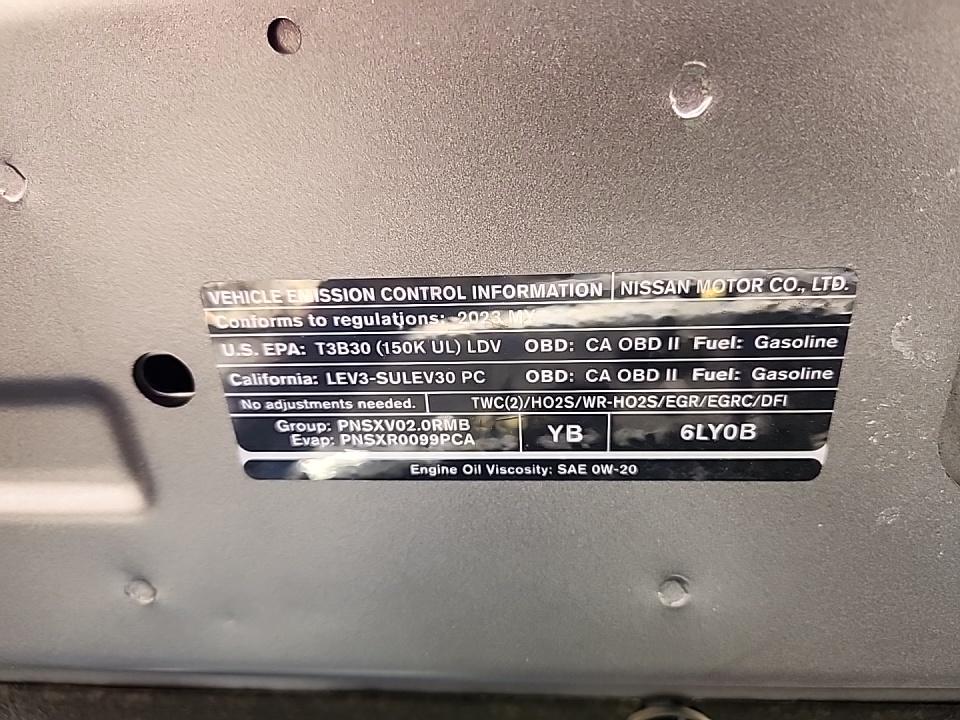 VEHICLE EMISSION CONTROL INFORMATION NISSAN MOTOR CO., LTD.
Conforms to regulations: 2023 MY
U.S. EPA: T3B30 (150K UL) LDV OBD: CA OBD II Fuel: Gasoline
California: LEV3-SULEV30 PC OBD: CA OBD II Fuel: Gasoline
No adjustments needed. TWC(2)/HO2S/WR-HO2S/EGR/EGRC/DFI
Group: PNSXV02.0RMB
Evap: PNSXR0099PCA
YB
6LY0B
Engine Oil Viscosity: SAE 0W-20